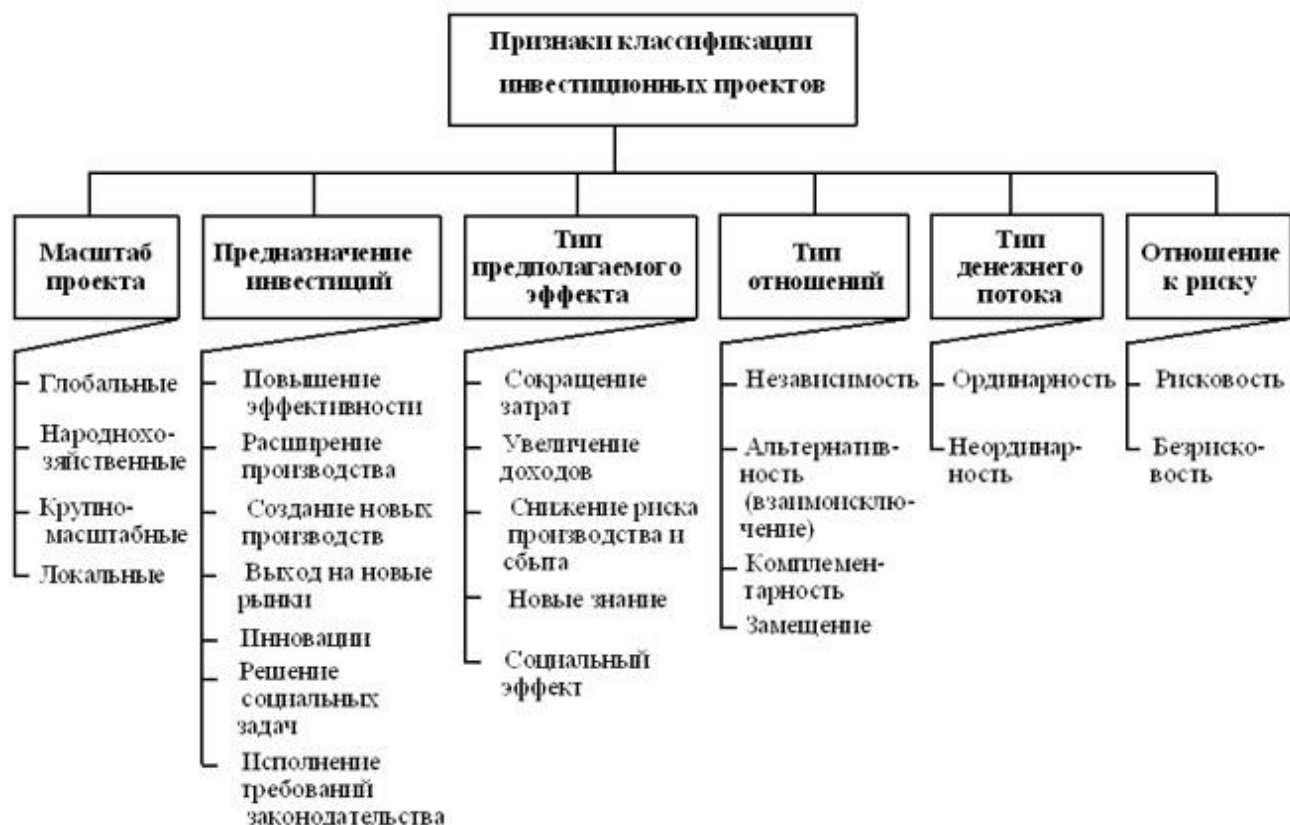 Признаки классификации
инвестиционных проектов
Масштаб
проекта
Предназначение
инвестиций
Тип
предполагаемого
эффекта
Тип
отношений
Тип
денежнего
потока
Отношение
к риску
Глобальные
Народнохо-
зяйственные
Крупно-
масштабные
Локальные
Повышение
эффективности
Расширение
производства
Создание новых
производств
Выход на новые
рынки
Инновации
Решение
социальных
задач
Исполнение
требований
законодательства
Сокращение
затрат
Увеличение
доходов
Снижение риска
производства и
сбыта
Новые знание
Социальный
эффект
Независимость
Альтернатив-
ность
(взаимоисклю-
чение)
Комплемен-
тарность
Замещение
Ординарность
Неординар-
ность
Рисковость
Безриско-
вость